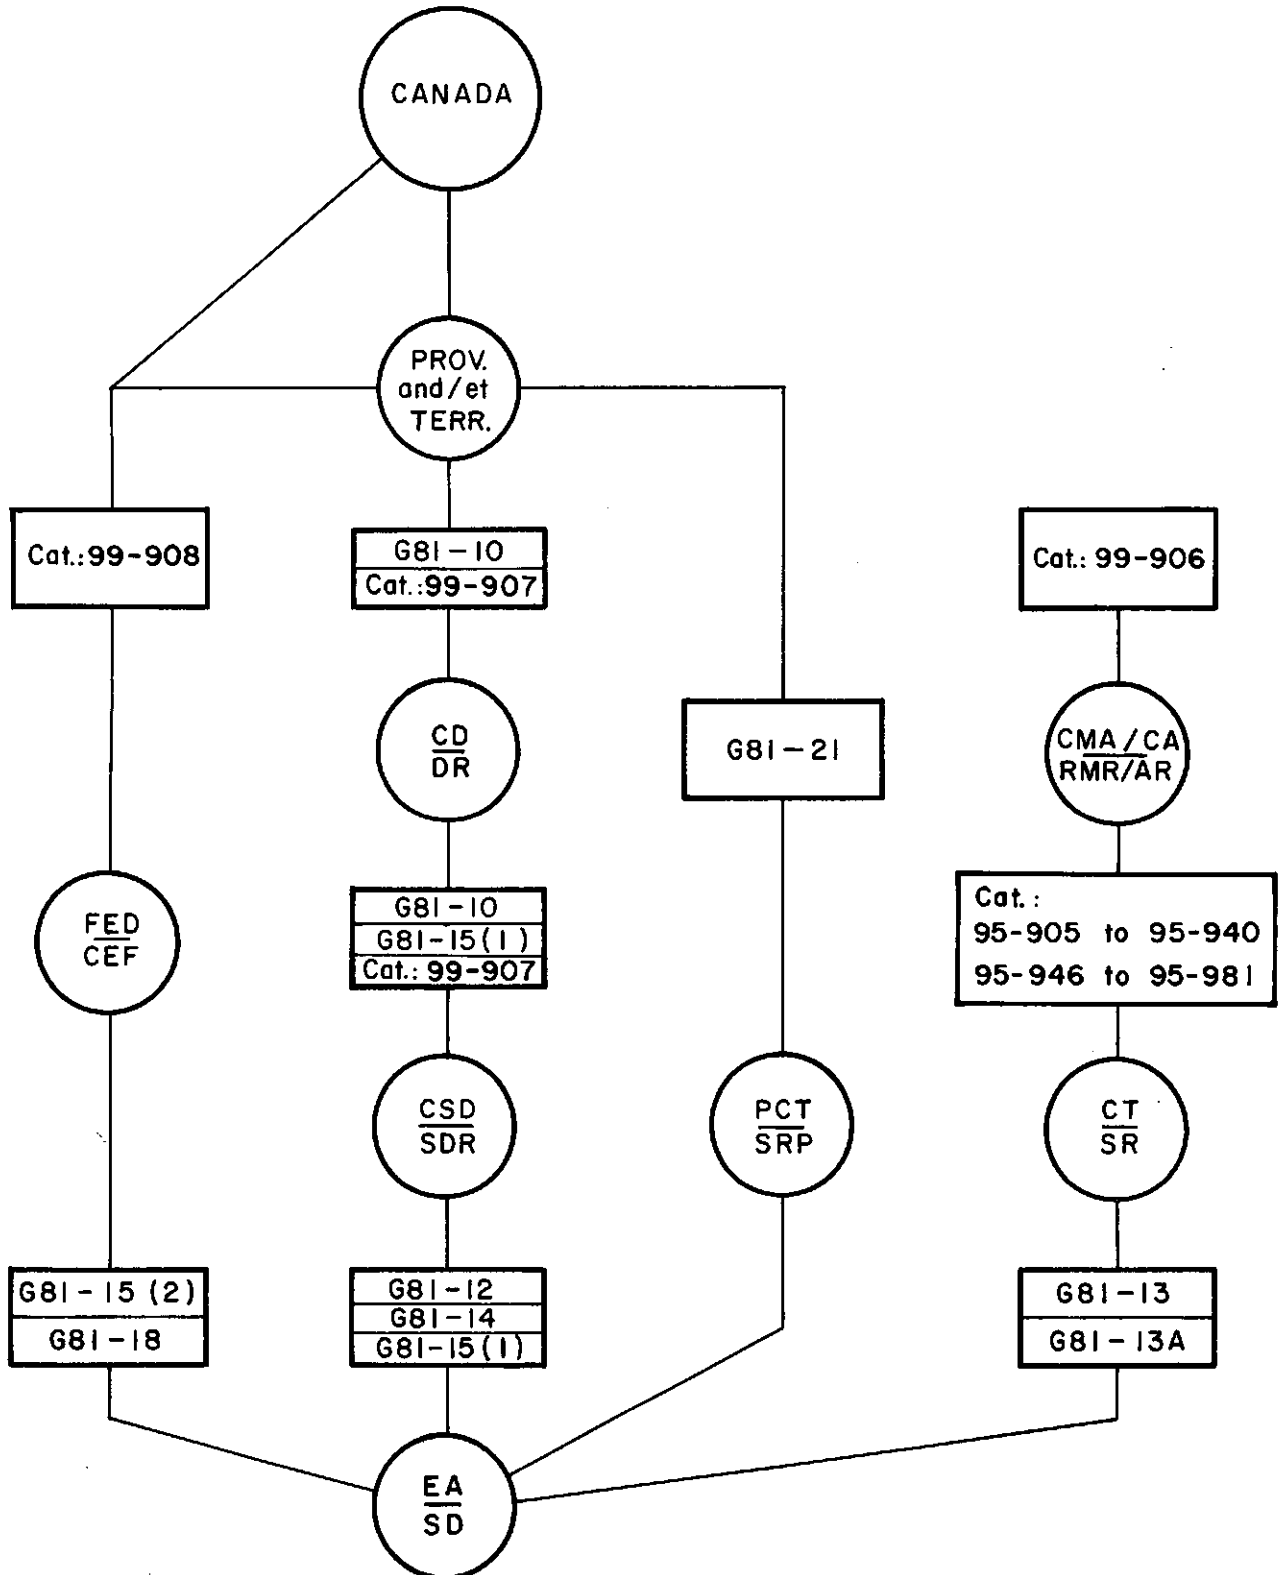 CANADA
PROV.
and/et
TERR.
Cat.:99-908
G81-10
Cat.:99-907
Cat.: 99-906
CD
DR
G81-21
CMA/CA
RMR/AR
FED
CEF
G81-10
G81-15(1)
Cat.: 99-907
Cat.:
95-905 to 95-940
95-946 to 95-981
CSD
SDR
PCT
SRP
CT
SR
G81-15 (2)
G81-18
G81-12
G81-14
G81-15(1)
G81-13
G81-13A
EA
SD